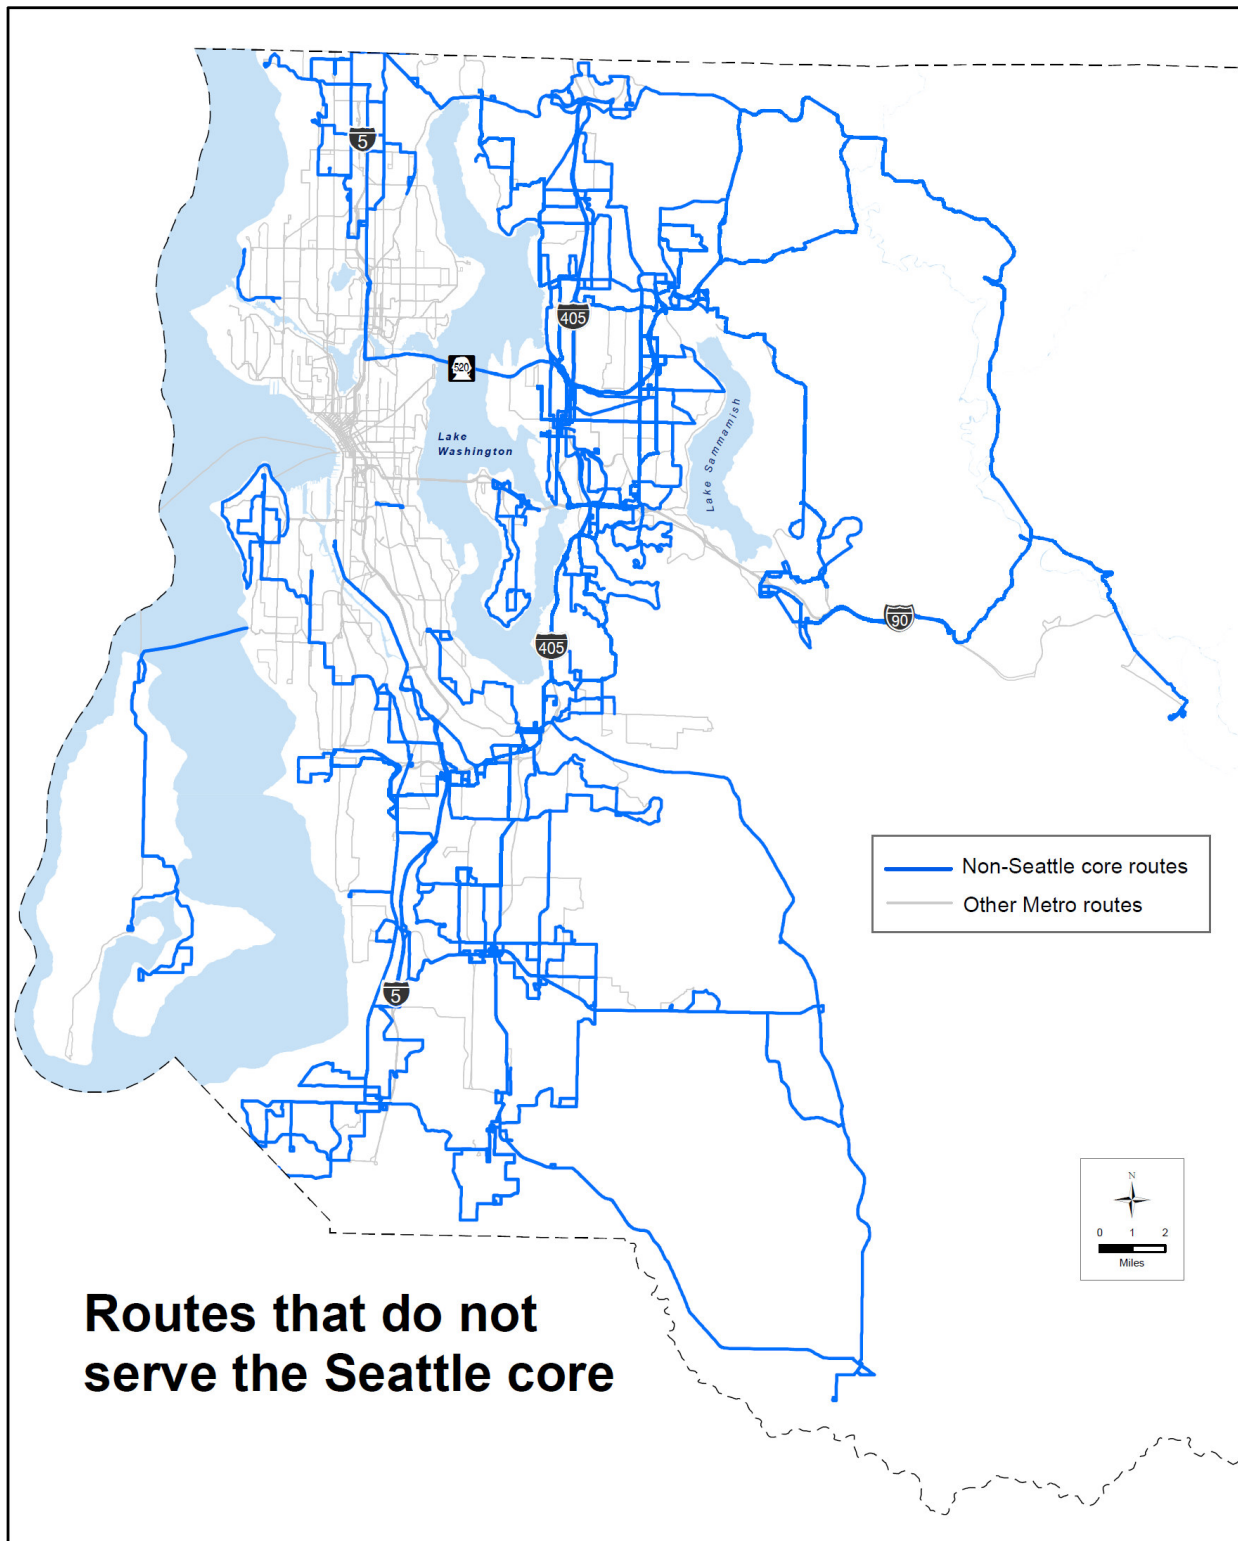 5
405
520
Lake
Washington
Lake Sammamish
405
90
Non-Seattle core routes
Other Metro routes
5
N
0 1 2
Miles
Routes that do not
serve the Seattle core